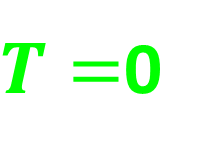 T = 0